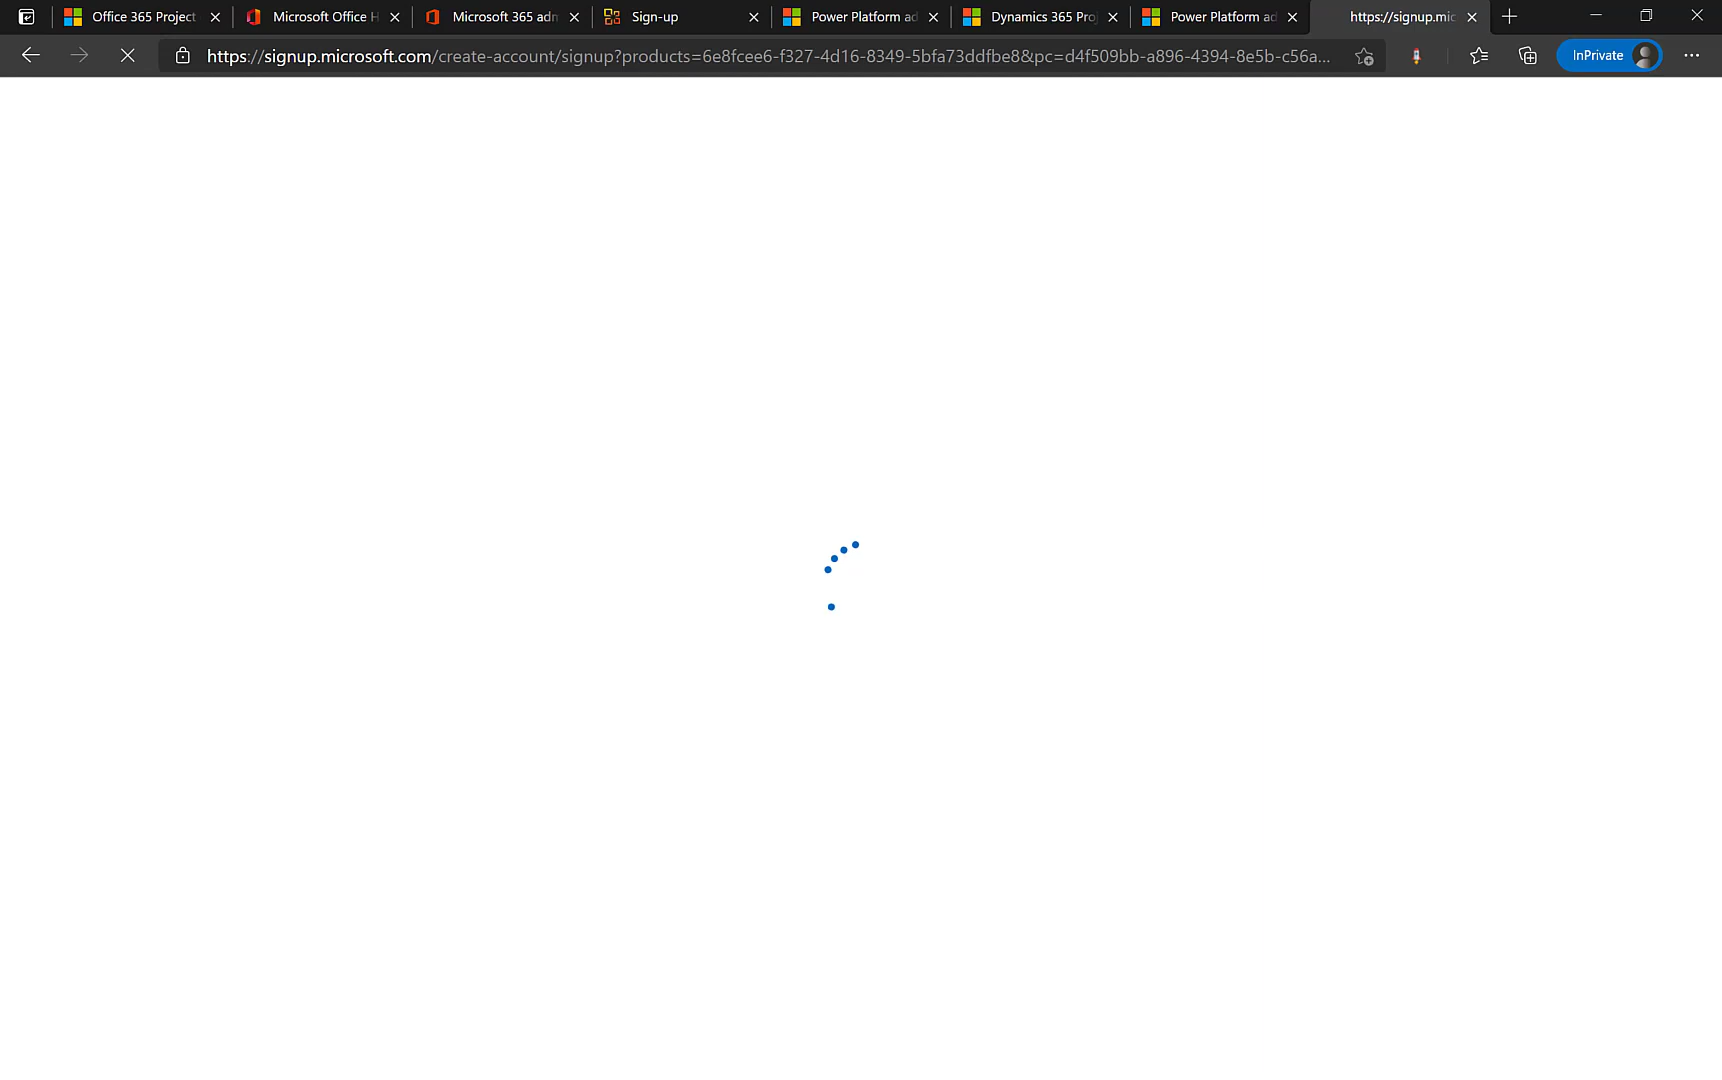 Office 365 Project
Microsoft Office H
Microsoft 365 adm
Sign-up
Power Platform ad
Dynamics 365 Proj
Power Platform ad
https://signup.mic
https://signup.microsoft.com/create-account/signup?products=6e8fcee6-f327-4d16-8349-5bfa73ddfbe8&pc=d4f509bb-a896-4394-8e5b-c56a...
InPrivate